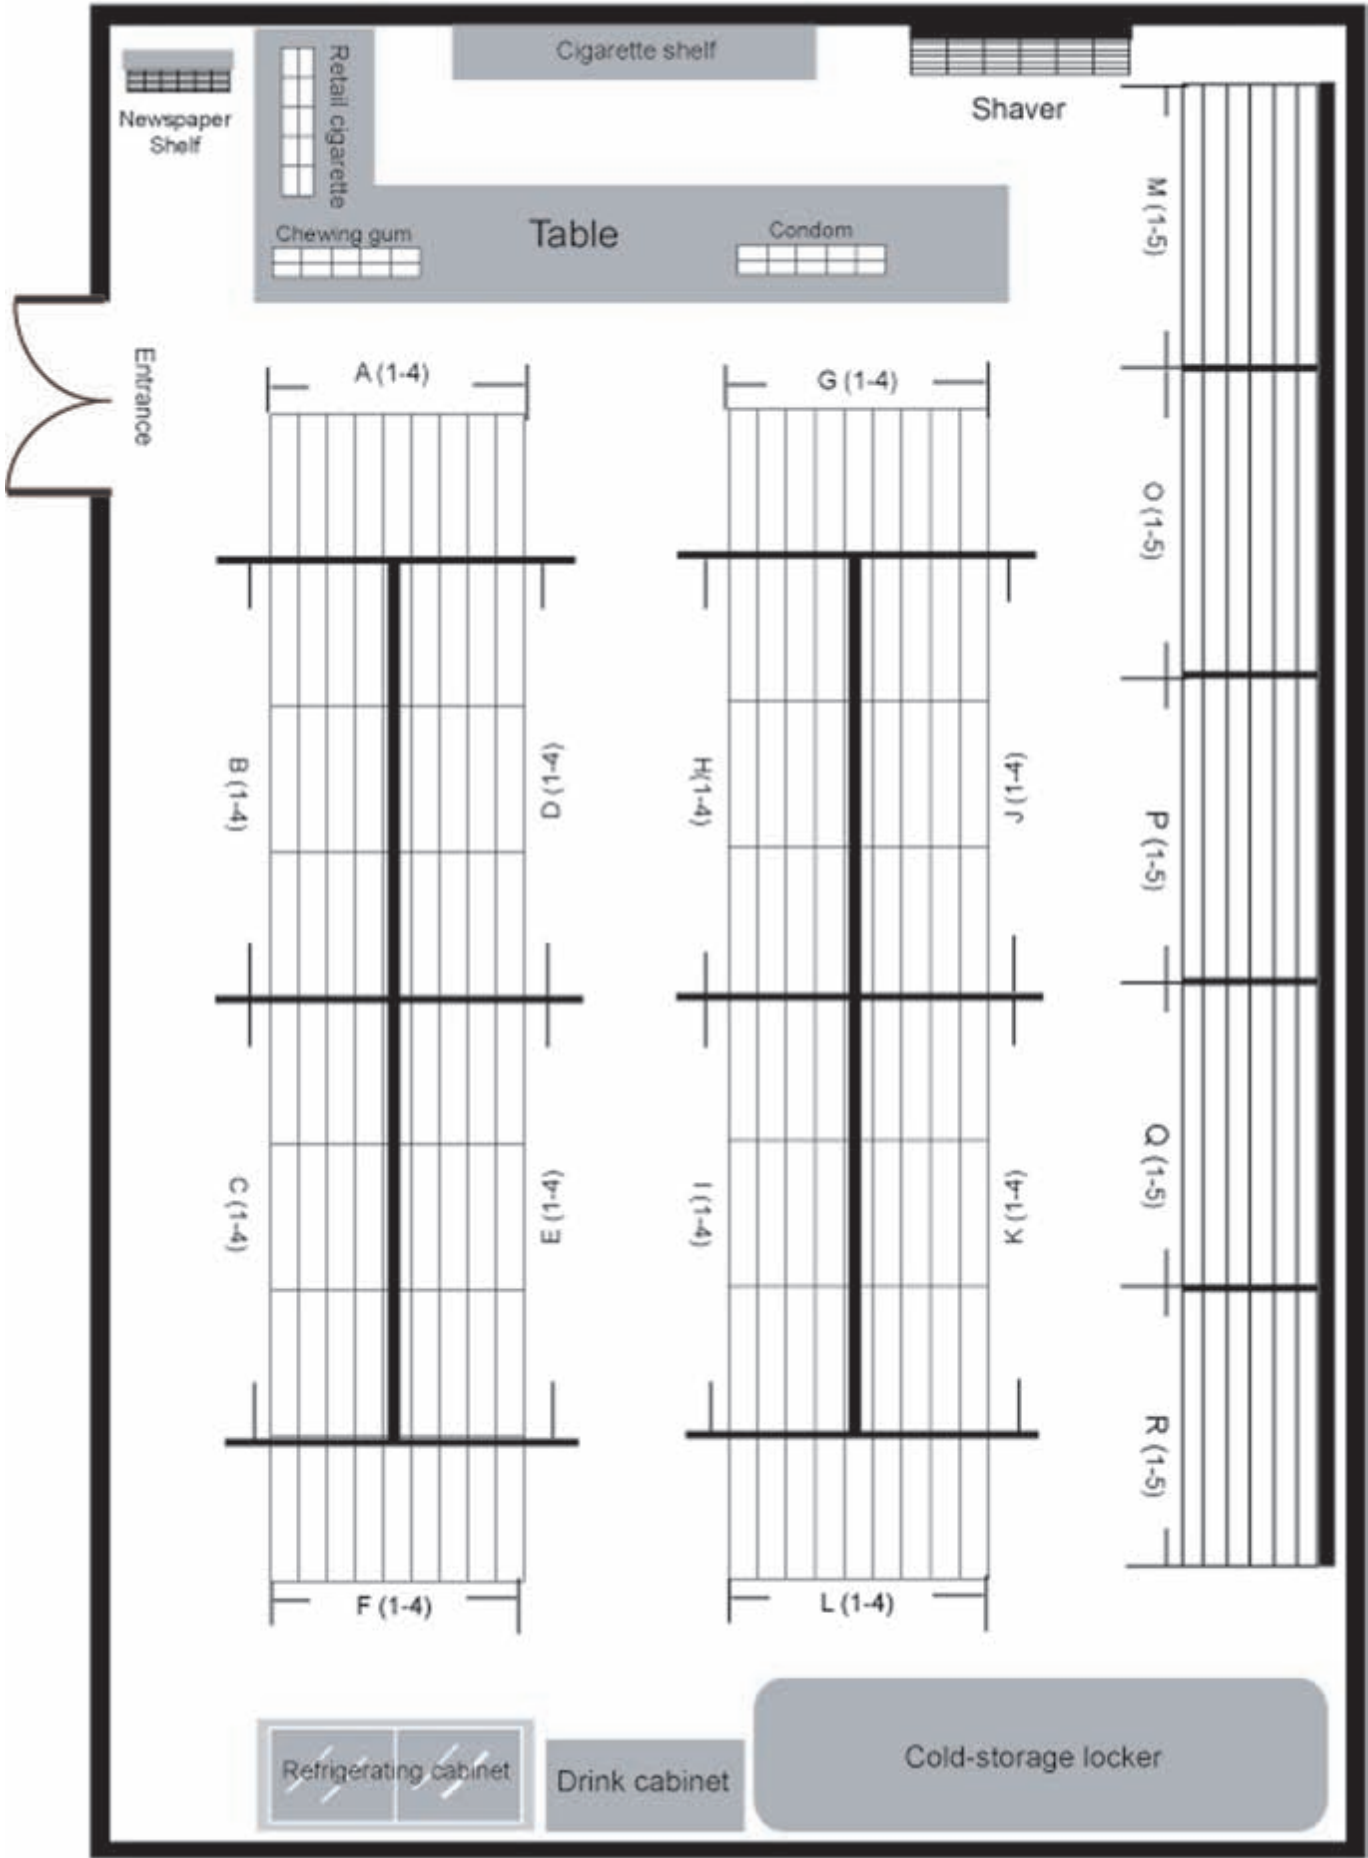 Cigarette shelf
Retail cigarette
Newspaper
Shelf
Shaver
Chewing gum
Table
Condom
M (1-5)
Entrance
A (1-4)
G (1-4)
O (1-5)
B (1-4)
D (1-4)
H(1-4)
J (1-4)
P (1-5)
C (1-4)
E (1-4)
I (1-4)
K (1-4)
Q (1-5)
R (1-5)
F (1-4)
L (1-4)
Refrigerating cabinet
Drink cabinet
Cold-storage locker